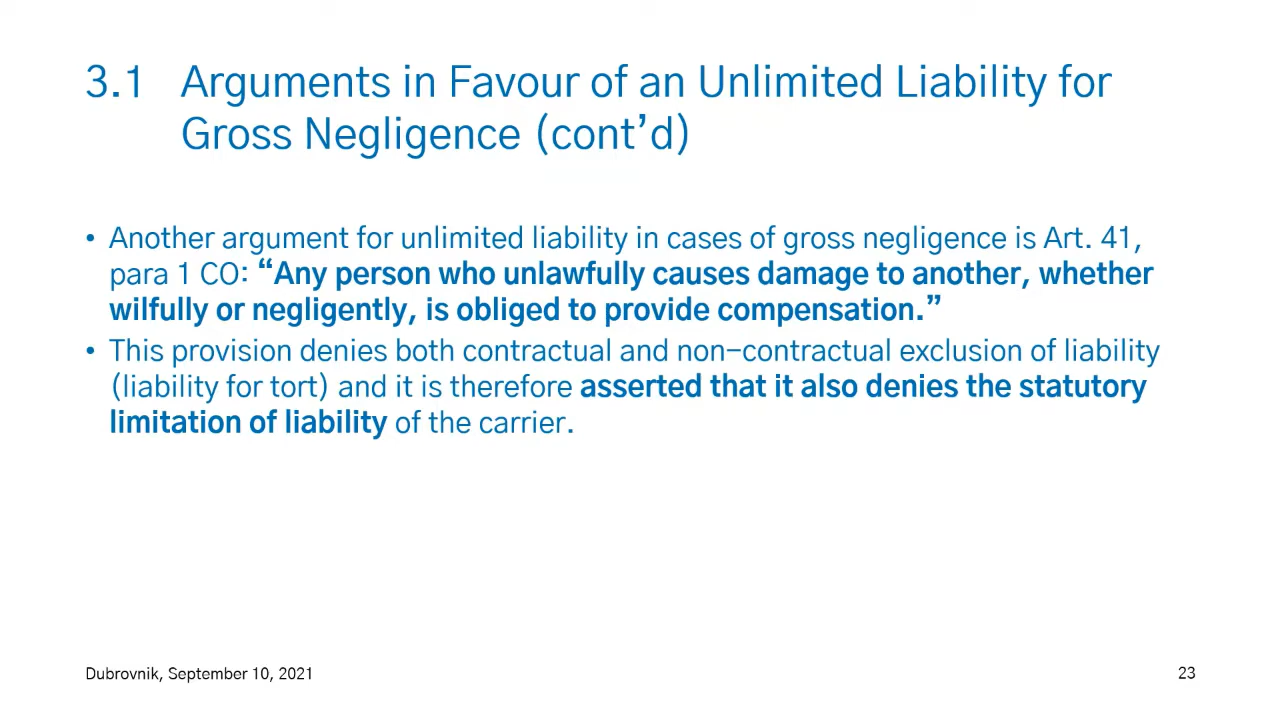 3.1 Arguments in Favour of an Unlimited Liability for
Gross Negligence (cont’d)
• Another argument for unlimited liability in cases of gross negligence is Art. 41,
para 1 CO: “Any person who unlawfully causes damage to another, whether
wilfully or negligently, is obliged to provide compensation.”
• This provision denies both contractual and non-contractual exclusion of liability
(liability for tort) and it is therefore asserted that it also denies the statutory
limitation of liability of the carrier.
Dubrovnik, September 10, 2021
23